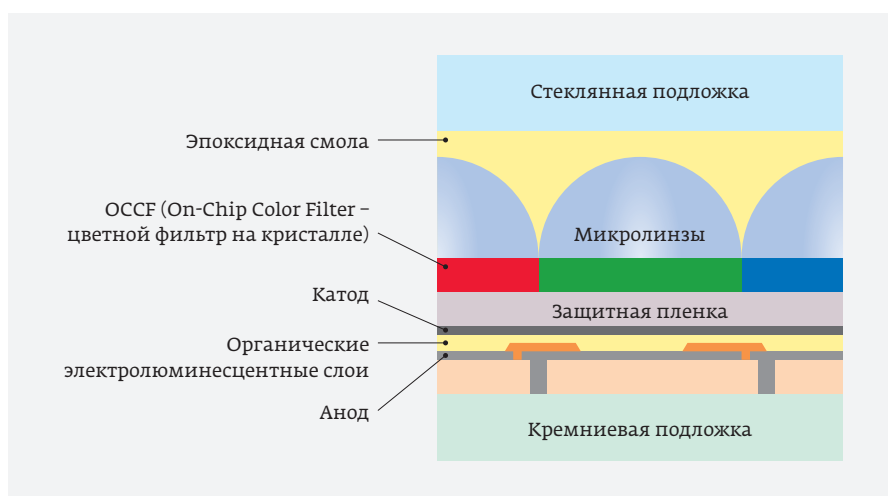 Стеклянная подложка
Эпоксидная смола
OCCF (On-Chip Color Filter –
цветной фильтр на кристалле)
Микролинзы
Катод
Защитная пленка
Органические
электролюминесцентные слои
Анод
Кремниевая подложка